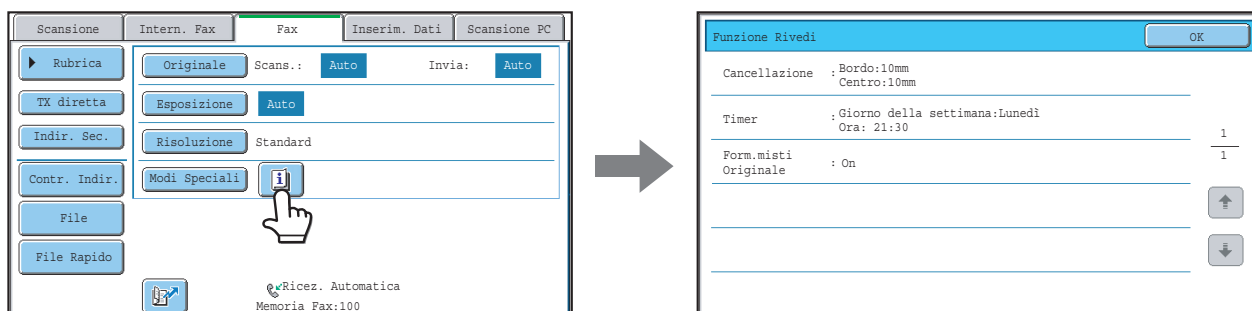 Scansione Intern. Fax Fax Inserim. Dati Scansione PC
Rubrica Originale Scans.: Auto Invia: Auto
TX diretta Esposizione Auto
Indir. Sec. Risoluzione Standard
Contr. Indir. Modi Speciali
File
File Rapido
Ricez. Automatica
Memoria Fax:100
Funzione Rivedi OK
Cancellazione :Bordo:10mm
Centro:10mm
Timer :Giorno della settimana:Lunedì
Ora: 21:30
Form.misti
Originale : On
1
1